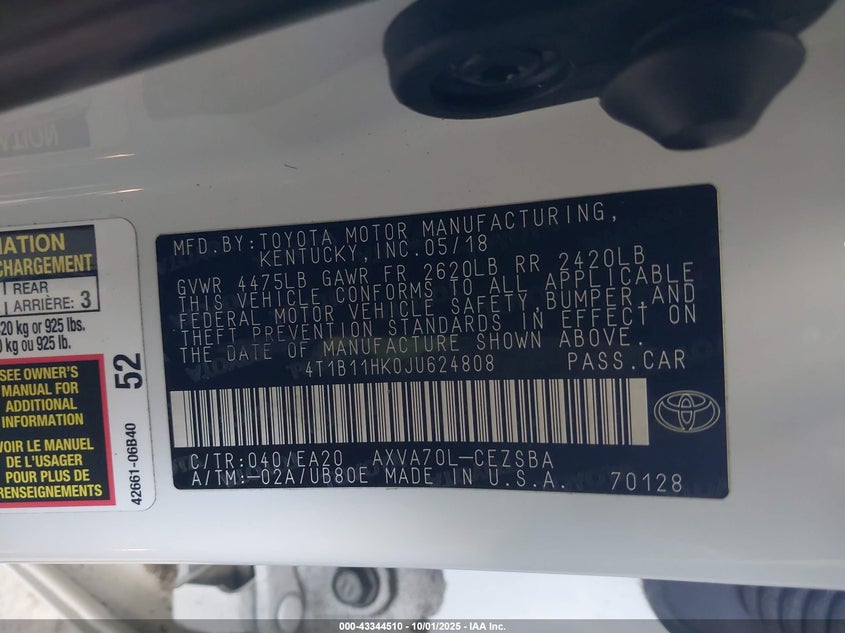 MFD.BY:TOYOTA MOTOR MANUFACTURING,
KENTUCKY,INC.05/18
GVWR 4475LB GAWR FR 2620LB RR 2420LB
THIS VEHICLE CONFORMS TO ALL APPLICABLE
FEDERAL MOTOR VEHICLE SAFETY,BUMPER,AND
THEFT PREVENTION STANDARDS IN EFFECT ON
THE DATE OF MANUFACTURE SHOWN ABOVE.
4T1B11HK0JU624808 PASS.CAR
C/TR:040/EA20 AXVA70L-CEZSBA
A/TM:-02A/UB80E MADE IN U.S.A. 70128
CHARGEMENT
REAR
ARRIÈRE: 3
kg or 925 lbs.
kg ou 925 lb.
SEE OWNER'S
MANUAL FOR
ADDITIONAL
INFORMATION
VOIR LE MANUEL
DE L'USAGER
POUR PLUS DE
RENSEIGNEMENTS
52
42661-06B40
000-43344510 - 10/01/2025 - IAA Inc.